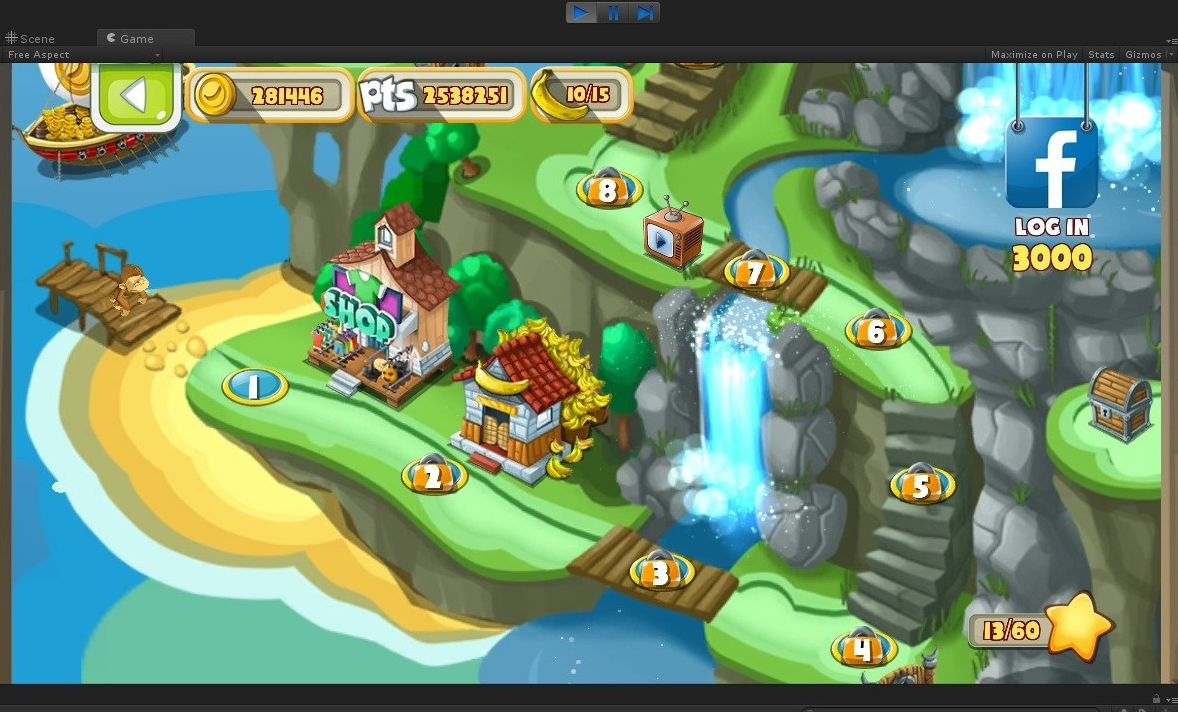 Scene
Game
Free Aspect
Maximize on Play
Stats
Gizmos
281446
pts 2538251
10/15
f
LOG IN
3000
8
7
6
SHOP
1
2
5
3
4
13/60